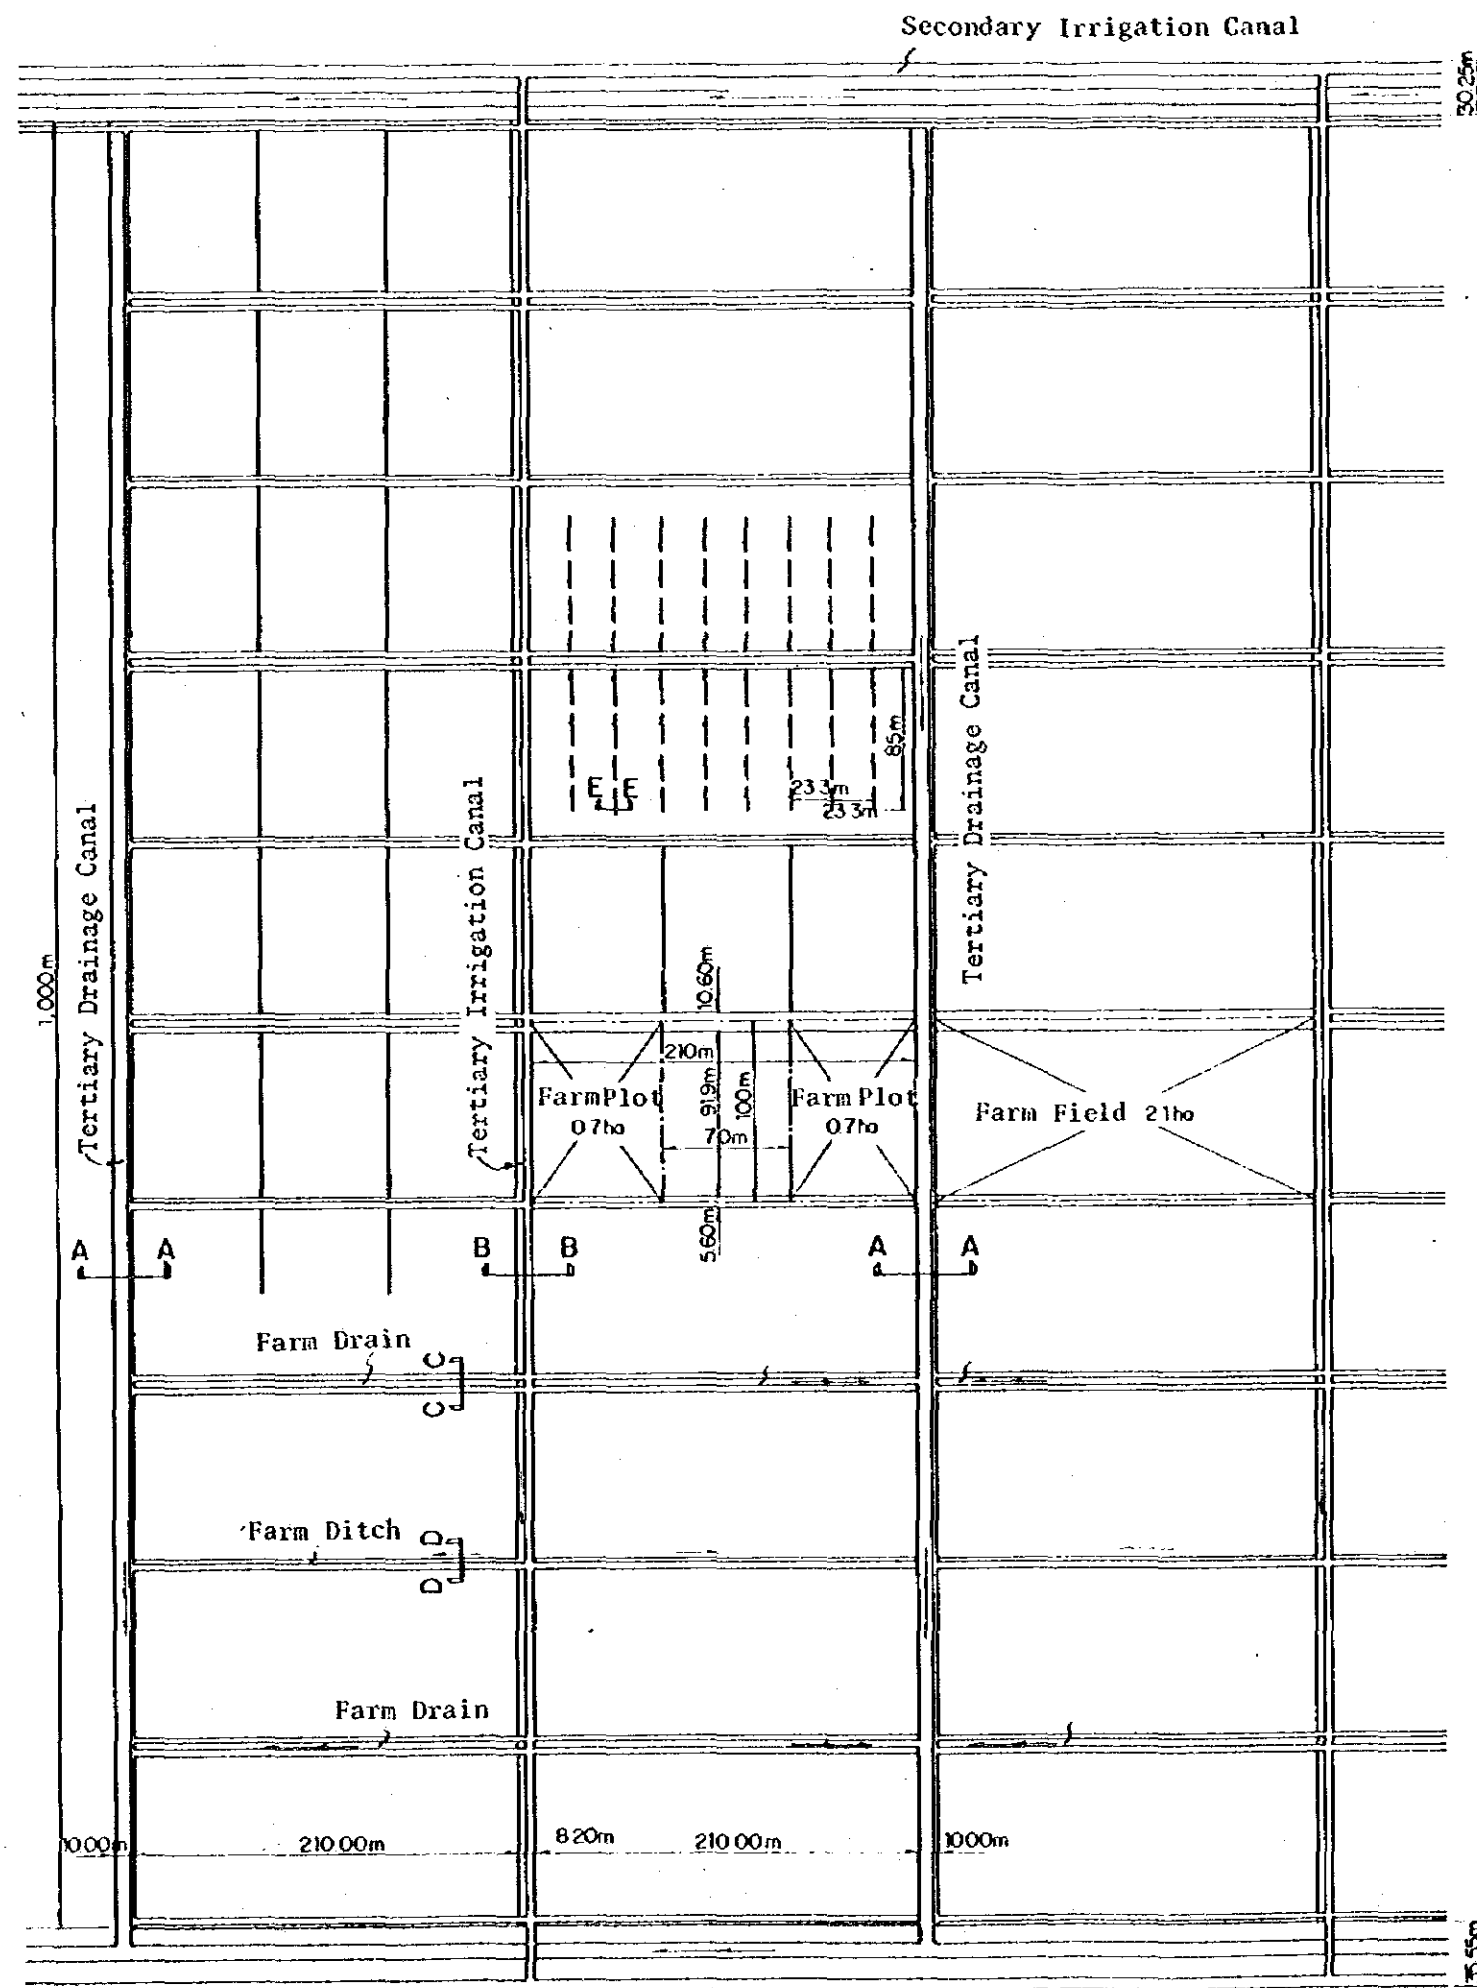 Secondary Irrigation Canal
30.25m
1,000m
Tertiary Drainage Canal
Tertiary Irrigation Canal
Tertiary Drainage Canal
85m
E E
23 3m
23 3m
10.60m
210m
91.9m
100m
70m
Farm Plot
0 7ha
Farm Plot
0 7ha
Farm Field 2 1ha
5.60m
A A
B B
A A
Farm Drain
C
C
Farm Ditch
D
D
Farm Drain
10.00m
210.00m
8 20m
210 00m
10 00m